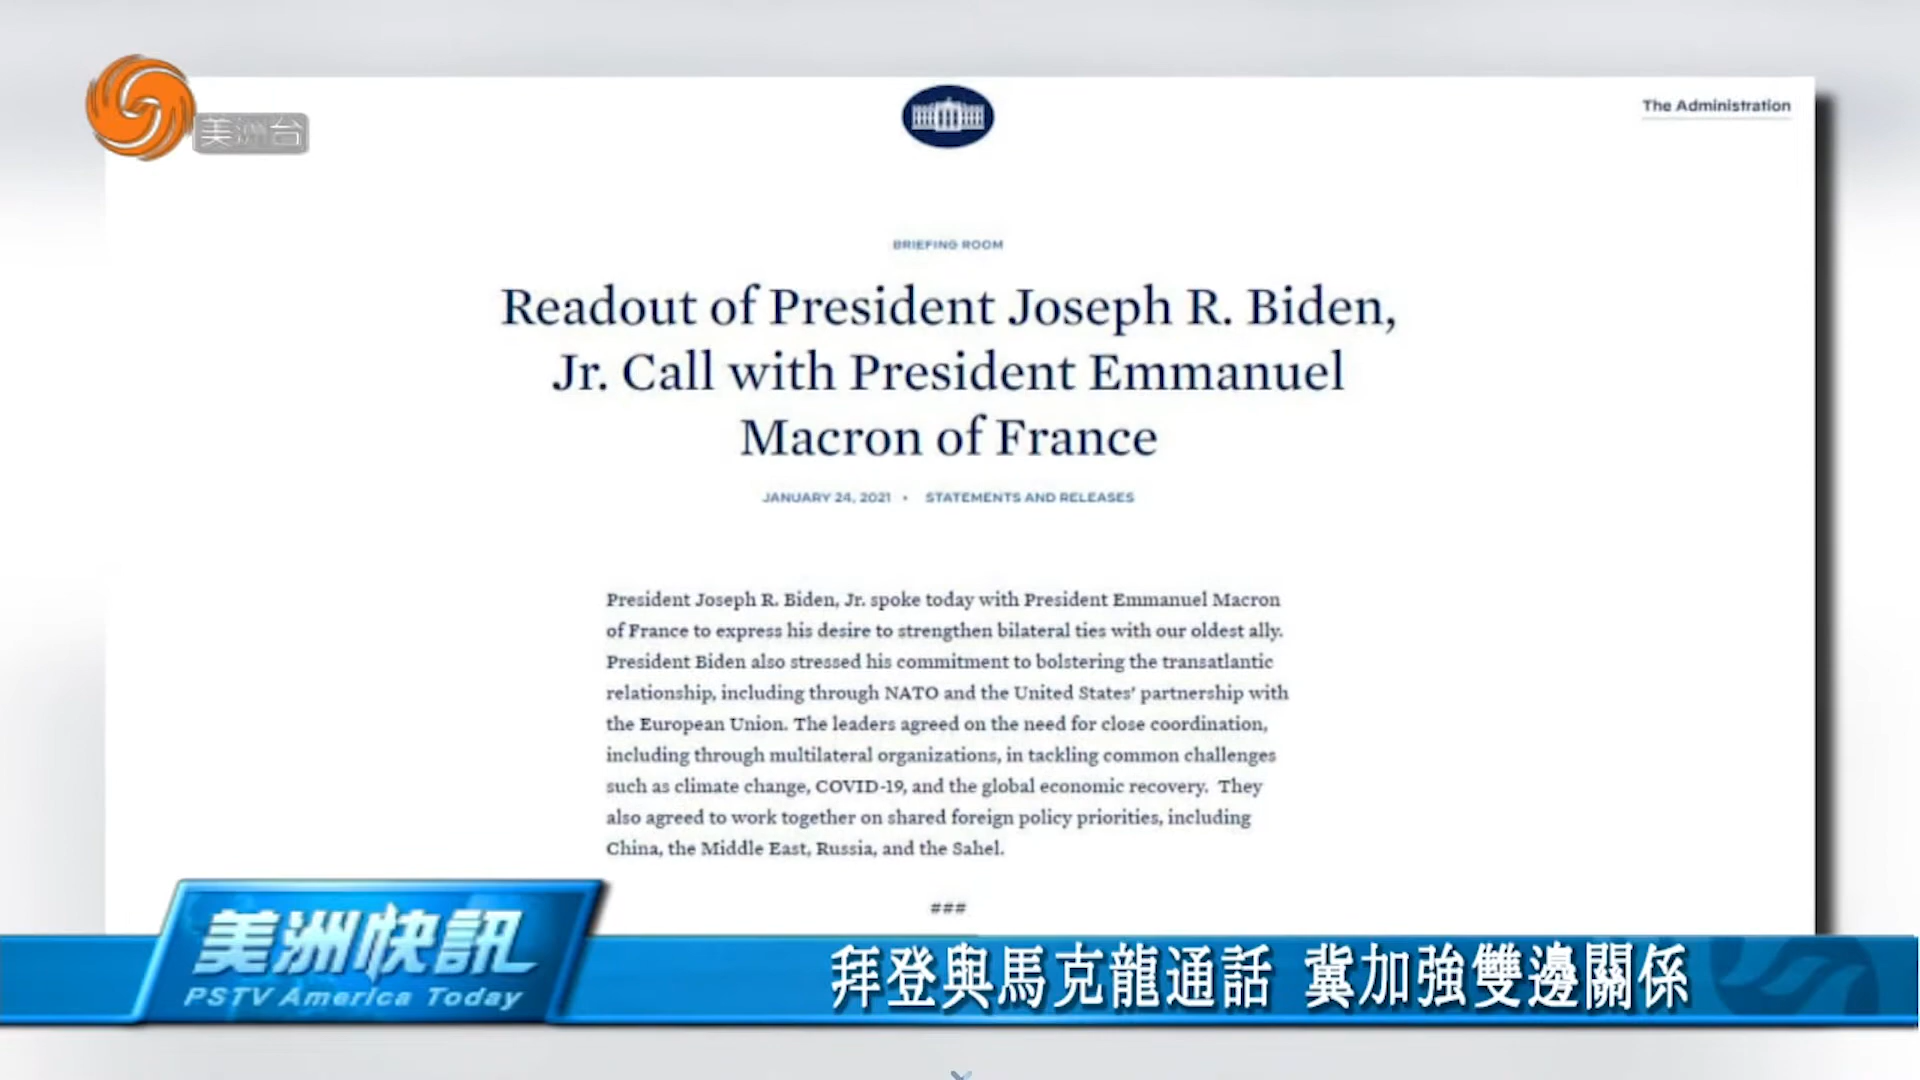 美洲台
The Administration
BRIEFING ROOM
Readout of President Joseph R. Biden,
Jr. Call with President Emmanuel
Macron of France
JANUARY 24, 2021 • STATEMENTS AND RELEASES
President Joseph R. Biden, Jr. spoke today with President Emmanuel Macron
of France to express his desire to strengthen bilateral ties with our oldest ally.
President Biden also stressed his commitment to bolstering the transatlantic
relationship, including through NATO and the United States' partnership with
the European Union. The leaders agreed on the need for close coordination,
including through multilateral organizations, in tackling common challenges
such as climate change, COVID-19, and the global economic recovery. They
also agreed to work together on shared foreign policy priorities, including
China, the Middle East, Russia, and the Sahel.
###
美洲快訊
PSTV America Today
拜登與馬克龍通話 冀加強雙邊關係